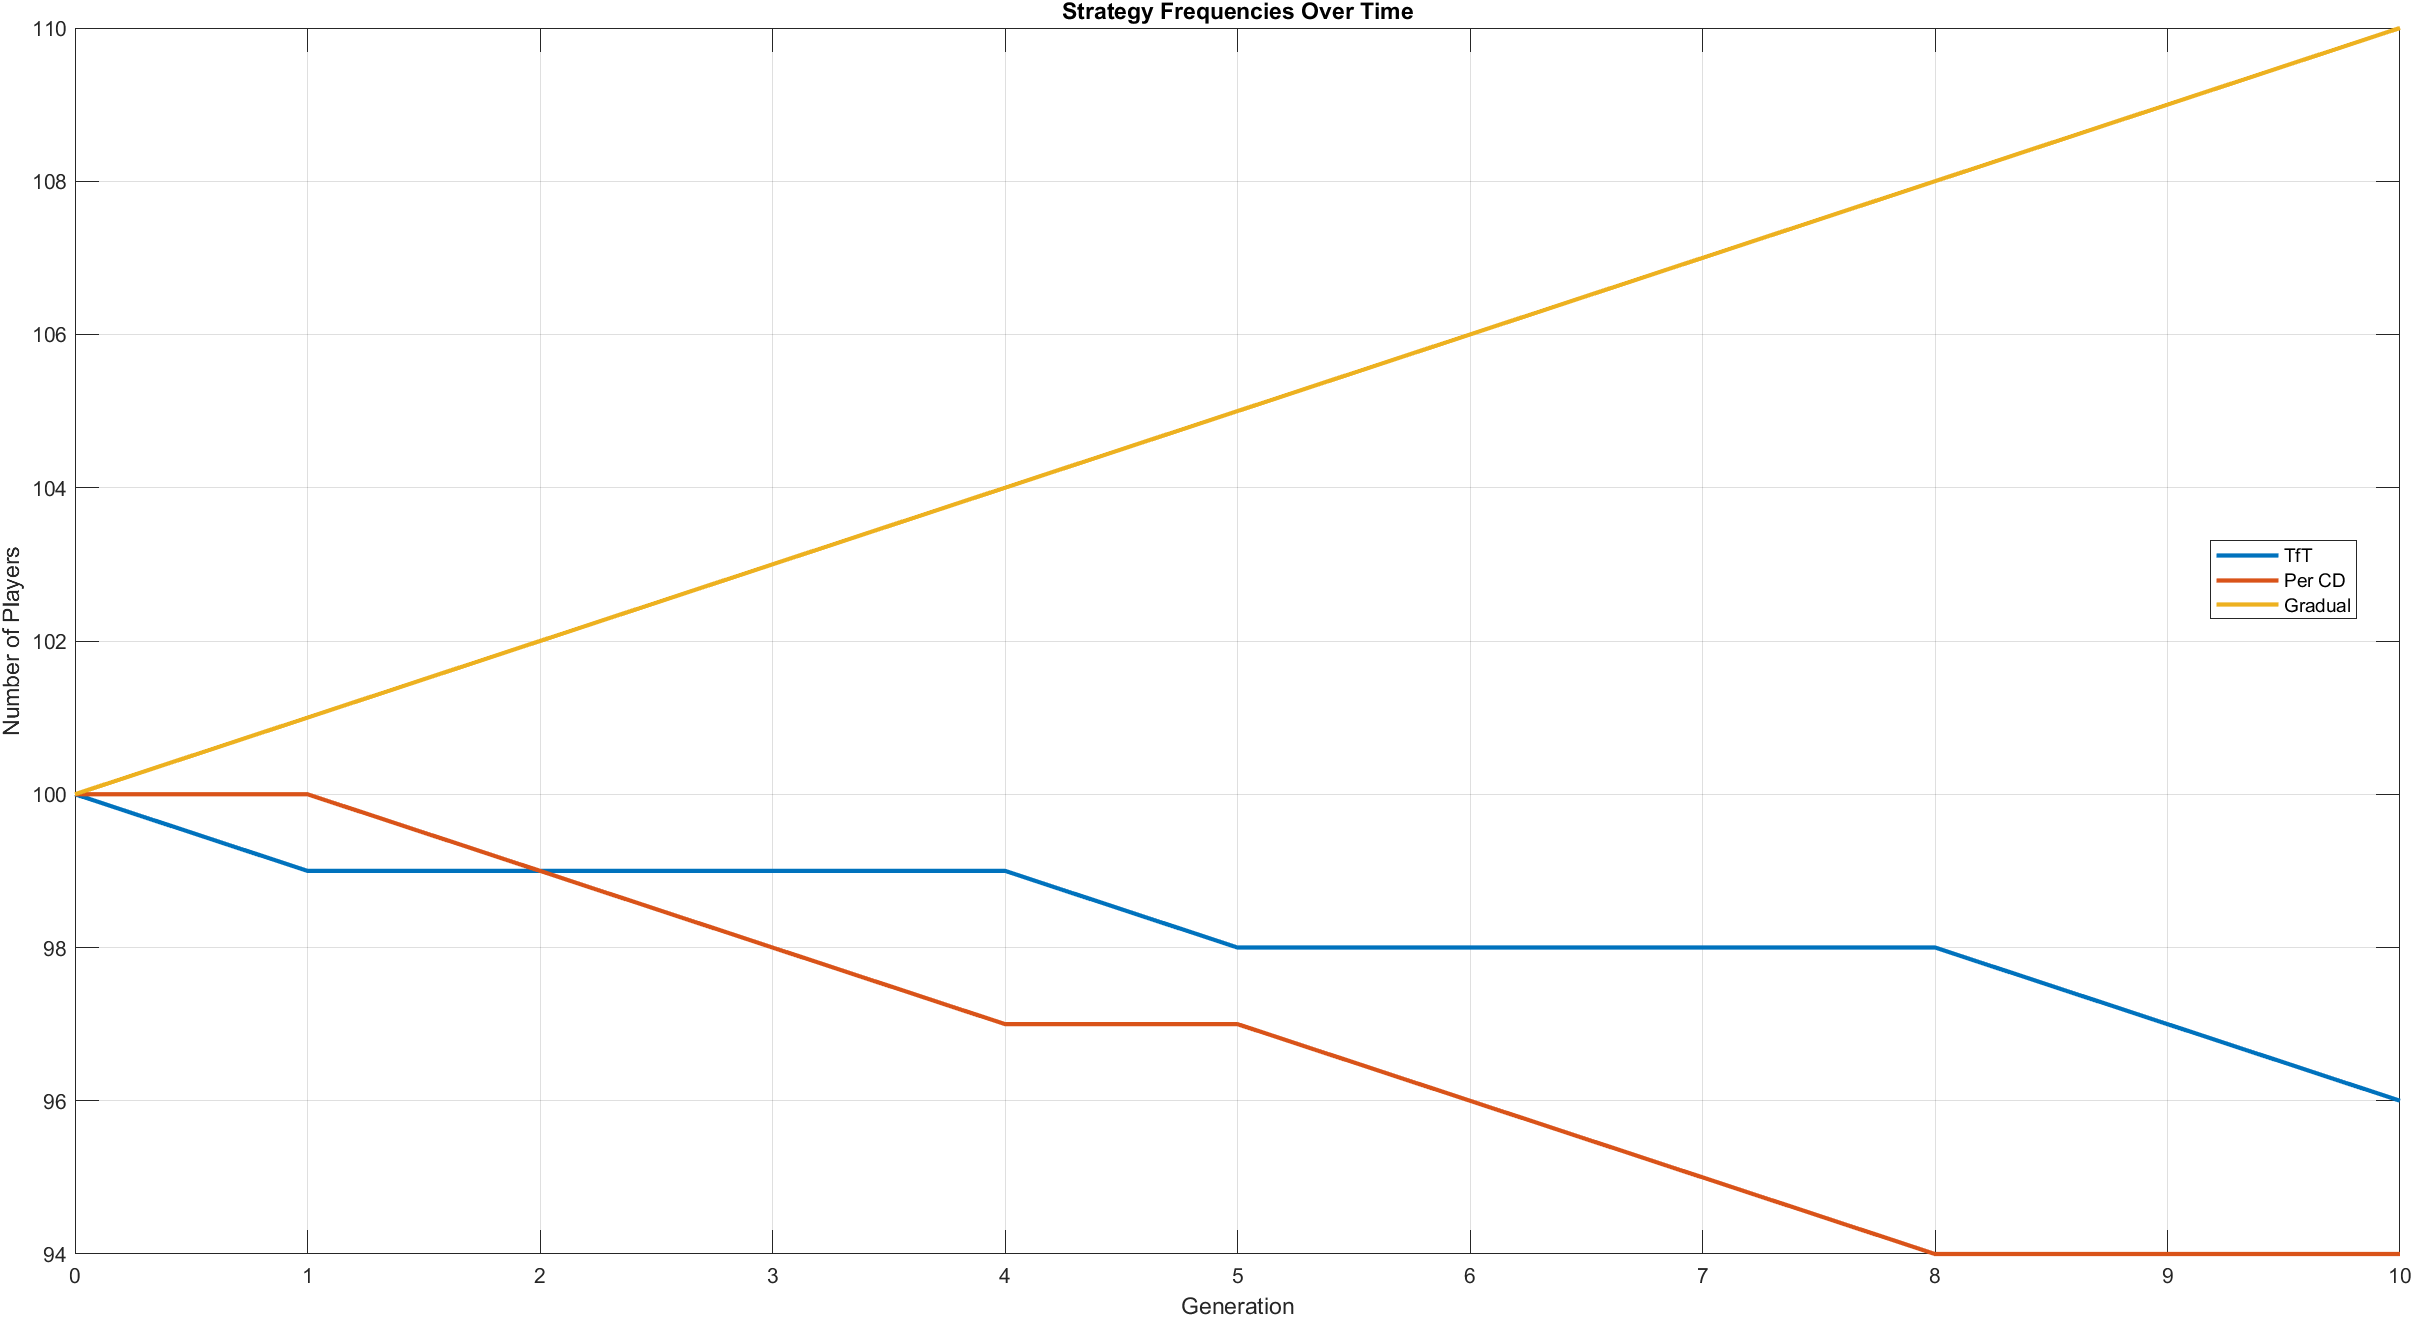 Strategy Frequencies Over Time
110
108
106
104
102
100
98
96
94
Number of Players
TfT
Per CD
Gradual
0 1 2 3 4 5 6 7 8 9 10
Generation